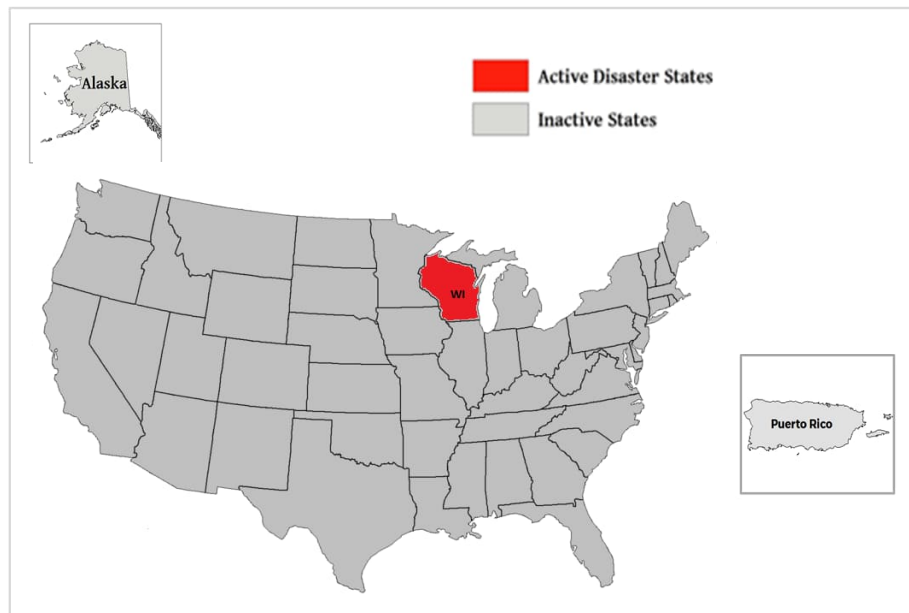 Alaska
Active Disaster States
Inactive States
WI
Puerto Rico